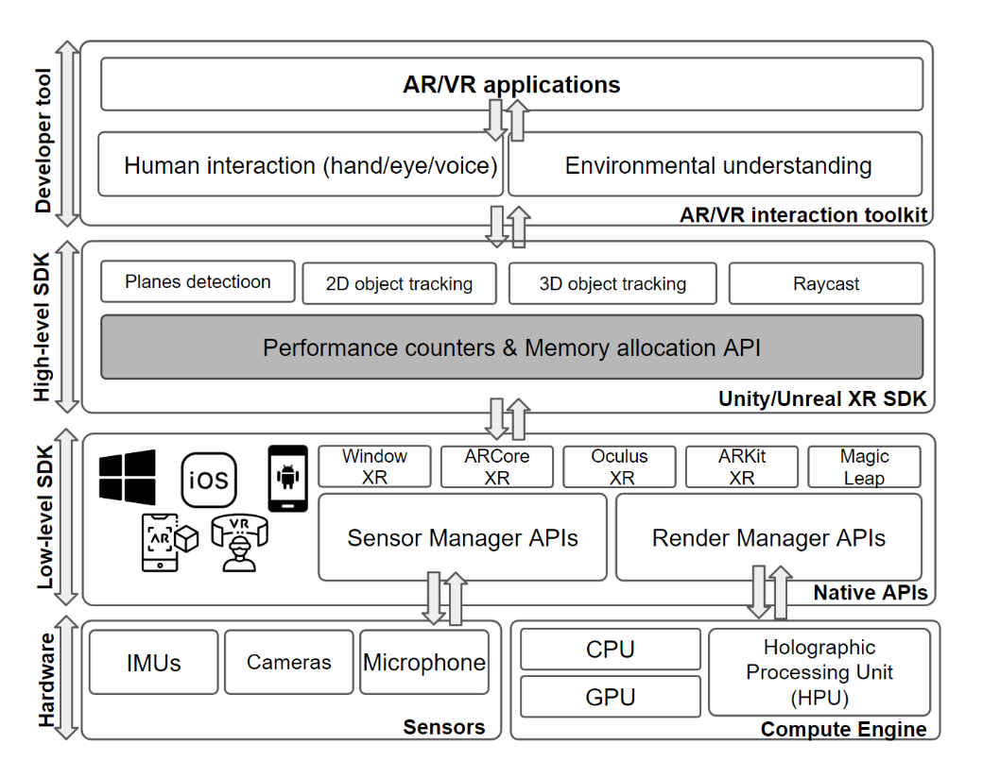 Developer tool
AR/VR applications
Human interaction (hand/eye/voice)
Environmental understanding
AR/VR interaction toolkit
High-level SDK
Planes detectioon
2D object tracking
3D object tracking
Raycast
Performance counters & Memory allocation API
Unity/Unreal XR SDK
Low-level SDK
iOS
AR
VR
Window
XR
ARCore
XR
Oculus
XR
ARKit
XR
Magic
Leap
Sensor Manager APIs
Render Manager APIs
Native APIs
Hardware
IMUs
Cameras
Microphone
Sensors
CPU
GPU
Holographic
Processing Unit
(HPU)
Compute Engine